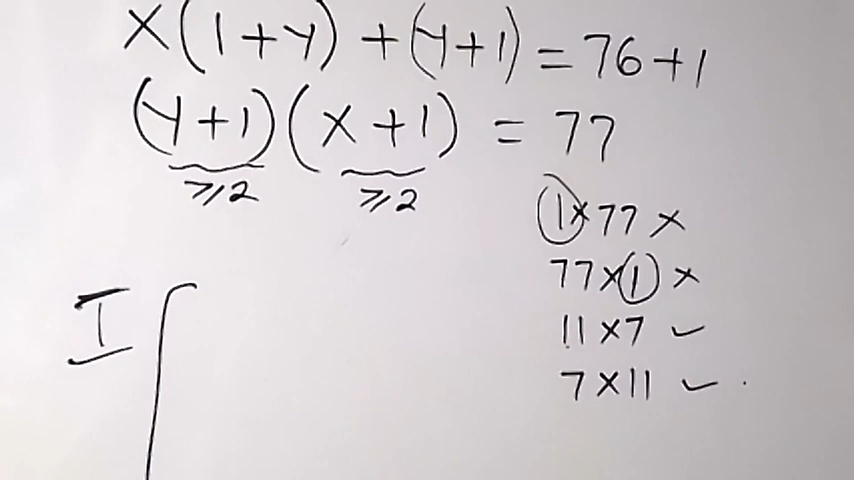 x(1+y)+(y+1)=76+1
(y+1)(x+1)=77
≥2 ≥2
1×77 ×
77×1 ×
11×7 ✓
7×11 ✓.
I